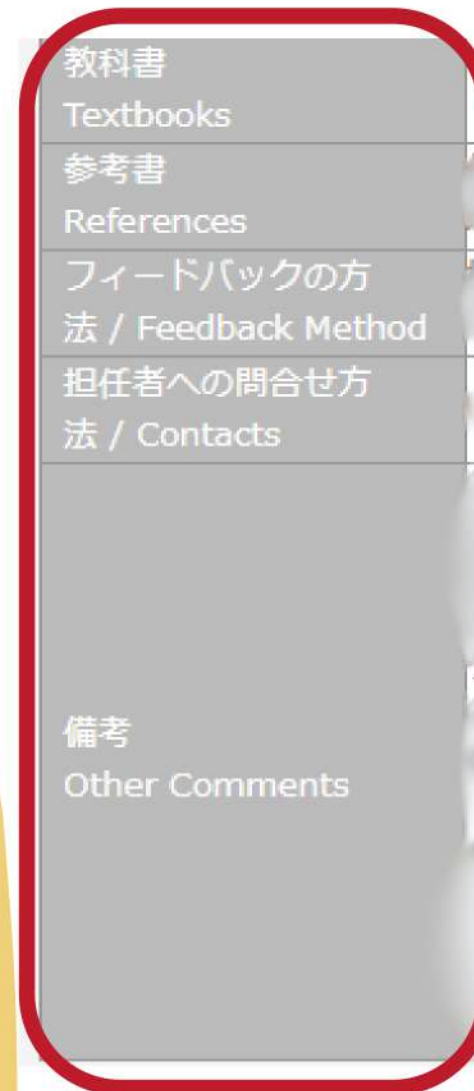 教科書
Textbooks
参考書
References
フィードバックの方
法 / Feedback Method
担任者への問合せ方
法 / Contacts
備考
Other Comments